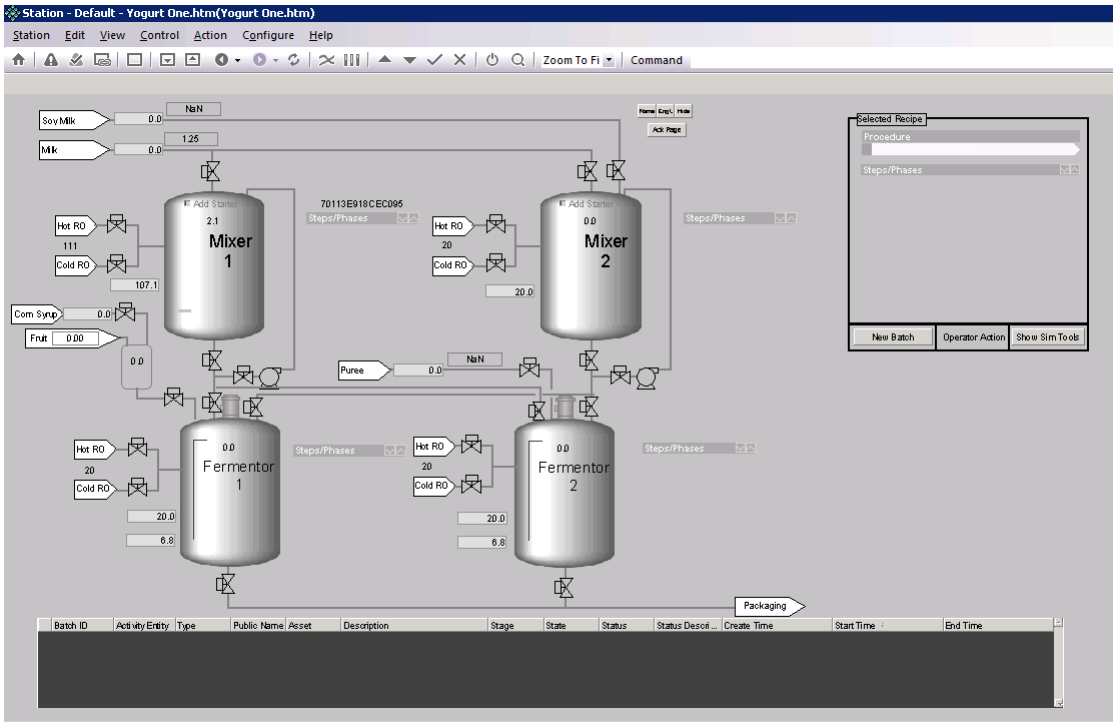 Station - Default - Yogurt One.htm(Yogurt One.htm)
Station Edit View Control Action Configure Help
Zoom To Fi Command
NaN
Soy Milk 0.0
1.25
Milk 0.0
Name Engl. Hide
Ack Page
Selected Recipe
Procedure
Steps/Phases
Add Starter
2.1
Mixer
1
70113E918CEC095
Steps/Phases
Hot RO
111
Cold RO
107.1
Add Starter
0.0
Mixer
2
Steps/Phases
Hot RO
20
Cold RO
20.0
Corn Syrup 0.0
Fruit 0.00
0.0
New Batch Operator Action Show Sim Tools
NaN
Puree 0.0
0.0
Fermentor
1
Steps/Phases
Hot RO
20
Cold RO
20.0
6.8
0.0
Fermentor
2
Steps/Phases
Hot RO
20
Cold RO
20.0
6.8
Packaging
Batch ID Activity Entity Type Public Name Asset Description Stage State Status Status Descri... Create Time Start Time End Time